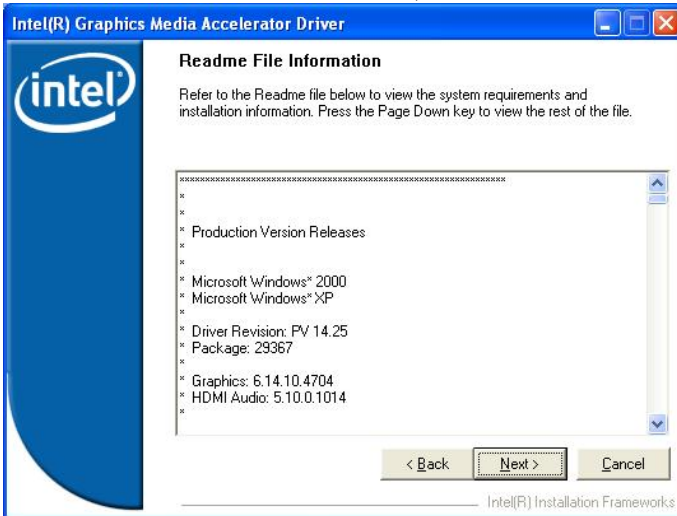 Intel(R) Graphics Media Accelerator Driver
intel
Readme File Information
Refer to the Readme file below to view the system requirements and
installation information. Press the Page Down key to view the rest of the file.
******************************************************************
*
*
* Production Version Releases
*
*
* Microsoft Windows* 2000
* Microsoft Windows* XP
*
* Driver Revision: PV 14.25
* Package: 29367
*
* Graphics: 6.14.10.4704
* HDMI Audio: 5.10.0.1014
*
< Back
Next >
Cancel
Intel(R) Installation Frameworks